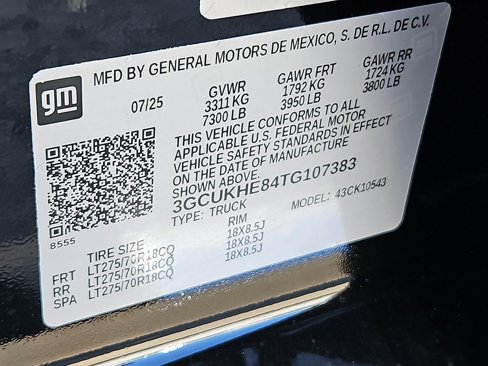 MFD BY GENERAL MOTORS DE MEXICO, S. DE R.L. DE C.V.
gm
07/25
GVWR
3311 KG
7300 LB
GAWR FRT
1792 KG
3950 LB
GAWR RR
1724 KG
3800 LB
THIS VEHICLE CONFORMS TO ALL
APPLICABLE U.S. FEDERAL MOTOR
VEHICLE SAFETY STANDARDS IN EFFECT
ON THE DATE OF MANUFACTURE
SHOWN ABOVE.
3GCUKHE84TG107383
TYPE: TRUCK MODEL: 43CK10543
8555
TIRE SIZE RIM
FRT LT275/70R18CQ 18X8.5J
RR LT275/70R18CQ 18X8.5J
SPA LT275/70R18CQ 18X8.5J